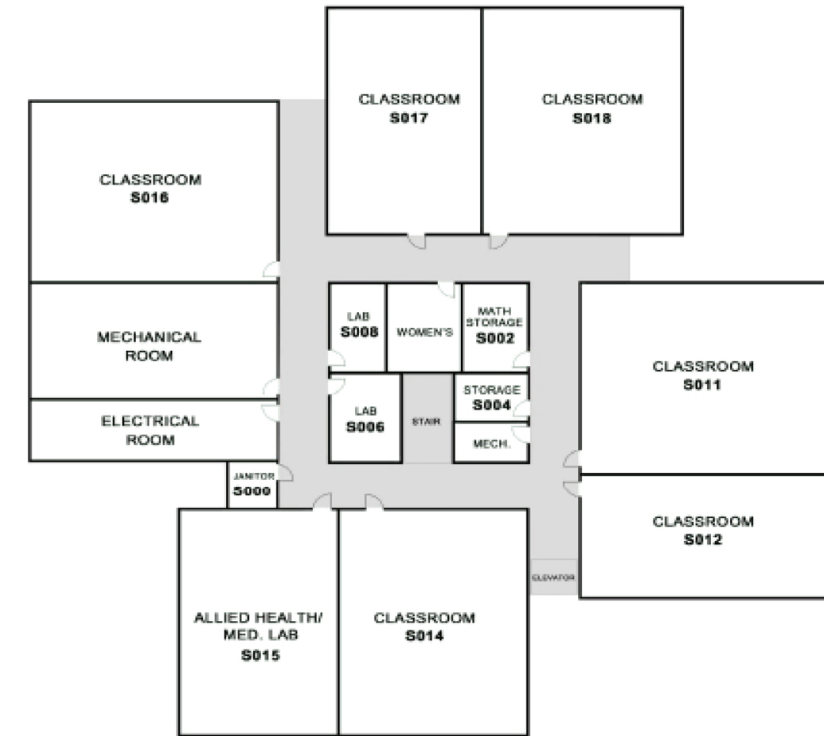 CLASSROOM
S017
CLASSROOM
S018
CLASSROOM
S016
LAB
S008
WOMEN'S
MATH
STORAGE
S002
MECHANICAL
ROOM
CLASSROOM
S011
STORAGE
S004
LAB
S006
STAIR
ELECTRICAL
ROOM
MECH.
JANITOR
S000
CLASSROOM
S012
ELEVATOR
ALLIED HEALTH/
MED. LAB
S015
CLASSROOM
S014